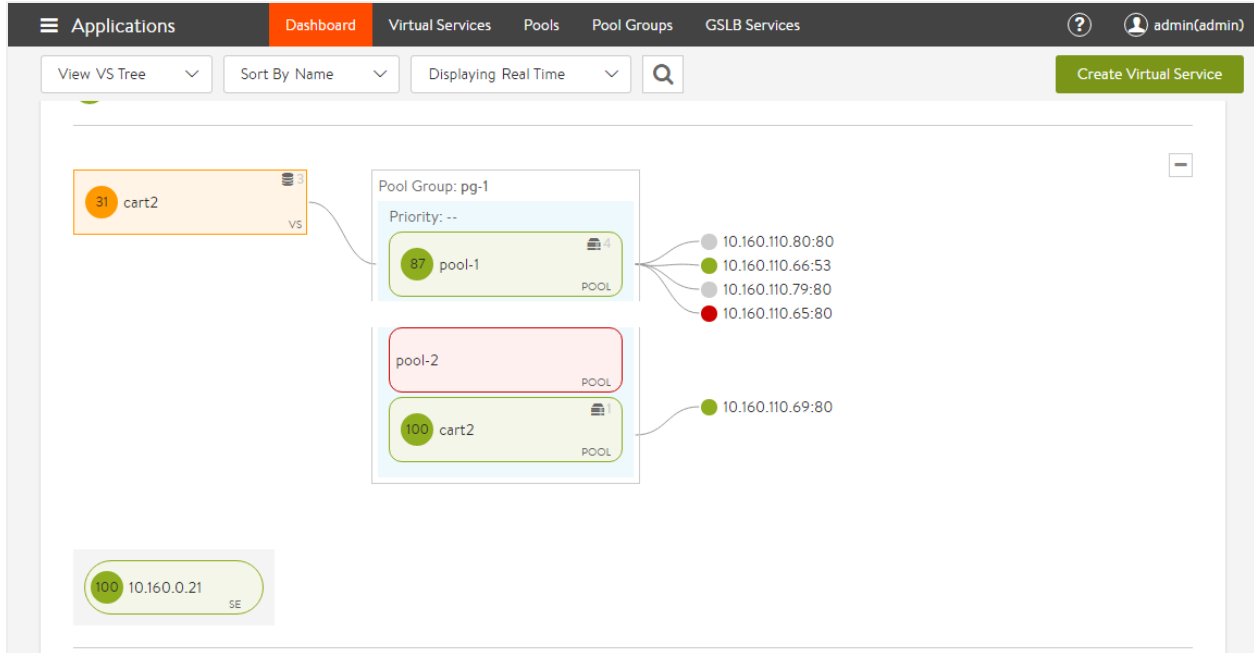 Applications Dashboard Virtual Services Pools Pool Groups GSLB Services ? admin(admin)
View VS Tree Sort By Name Displaying Real Time Create Virtual Service
3
31 cart2
VS
Pool Group: pg-1
Priority: --
4
87 pool-1
POOL
10.160.110.80:80
10.160.110.66:53
10.160.110.79:80
10.160.110.65:80
pool-2
POOL
1
100 cart2
POOL
10.160.110.69:80
100 10.160.0.21
SE